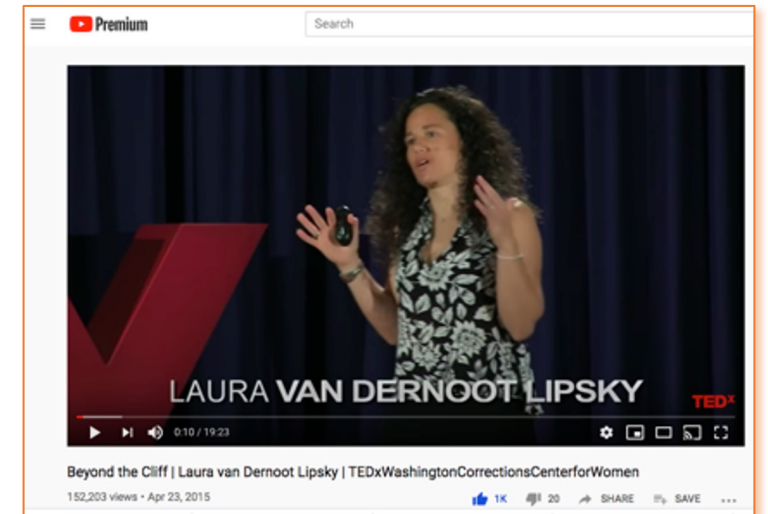 Premium
Search
LAURA VAN DERNOOT LIPSKY
TEDx
0:10 / 19:23
Beyond the Cliff | Laura van Dernoot Lipsky | TEDxWashingtonCorrectionsCenterforWomen
152,203 views • Apr 23, 2015
1K 20 SHARE SAVE